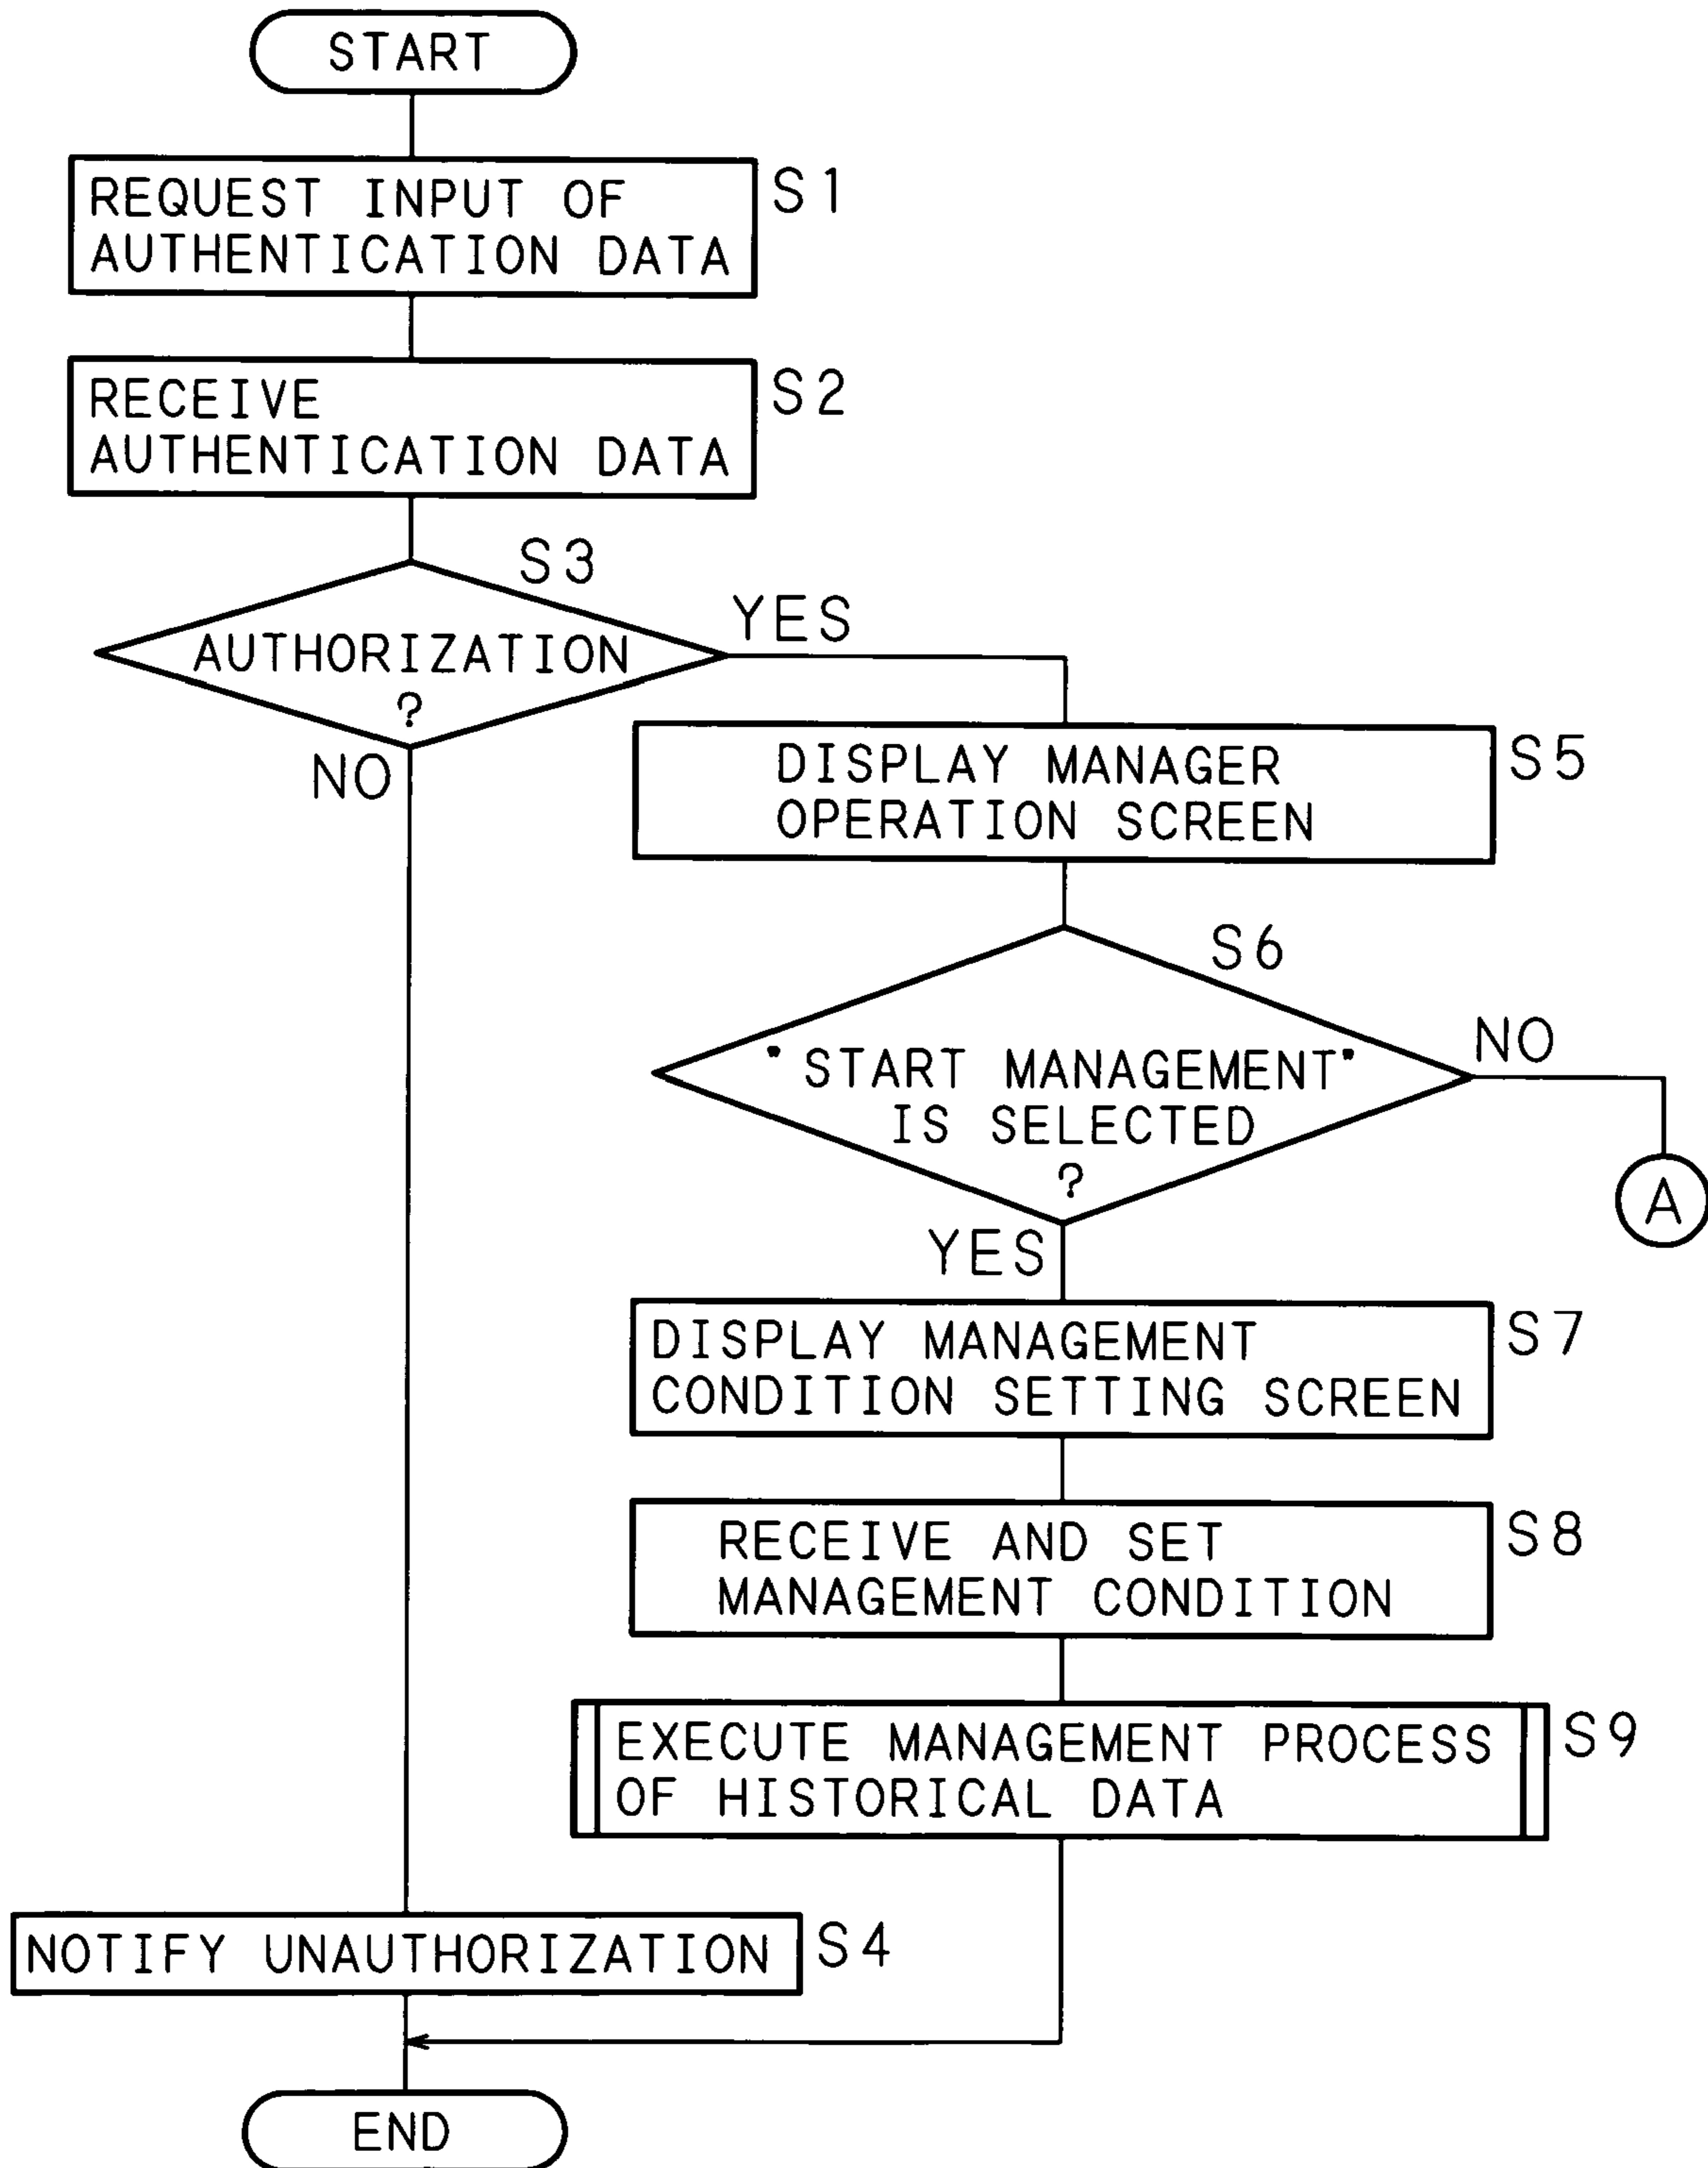 START
REQUEST INPUT OF
AUTHENTICATION DATA
S1
RECEIVE
AUTHENTICATION DATA
S2
S3
AUTHORIZATION
?
YES
NO
DISPLAY MANAGER
OPERATION SCREEN
S5
S6
"START MANAGEMENT"
IS SELECTED
?
NO
A
YES
DISPLAY MANAGEMENT
CONDITION SETTING SCREEN
S7
RECEIVE AND SET
MANAGEMENT CONDITION
S8
EXECUTE MANAGEMENT PROCESS
OF HISTORICAL DATA
S9
NOTIFY UNAUTHORIZATION
S4
END